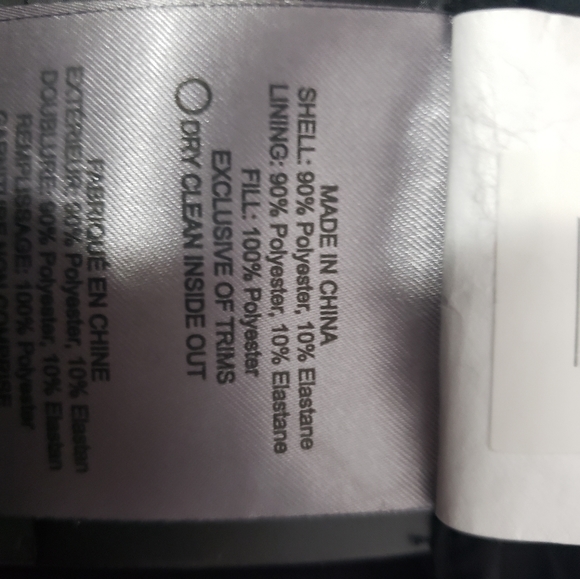 MADE IN CHINA
SHELL: 90% Polyester, 10% Elastane
LINING: 90% Polyester, 10% Elastane
FILL: 100% Polyester
EXCLUSIVE OF TRIMS
DRY CLEAN INSIDE OUT
FABRIQUÉ EN CHINE
EXTÉRIEUR: 90% Polyester, 10% Elastan
DOUBLURE: 90% Polyester, 10% Elastan
REMPLISSAGE: 100% Polyester